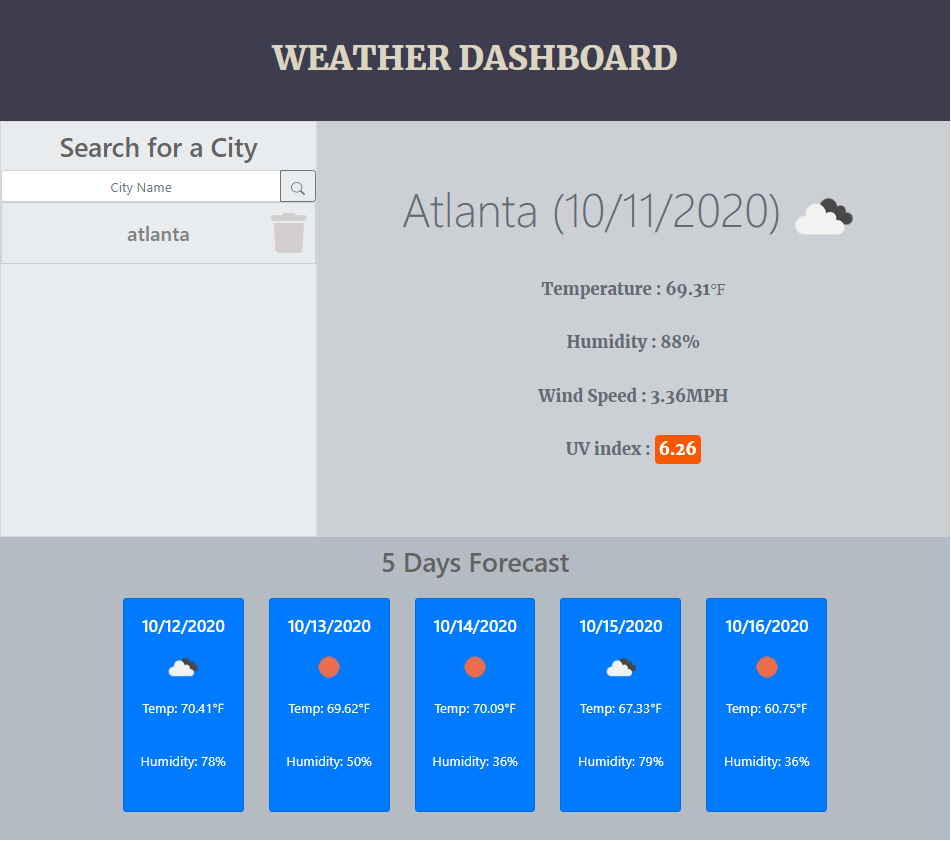 WEATHER DASHBOARD
Search for a City
City Name
atlanta
Atlanta (10/11/2020)
Temperature : 69.31°F
Humidity : 88%
Wind Speed : 3.36MPH
UV index : 6.26
5 Days Forecast
10/12/2020
Temp: 70.41°F
Humidity: 78%
10/13/2020
Temp: 69.62°F
Humidity: 50%
10/14/2020
Temp: 70.09°F
Humidity: 36%
10/15/2020
Temp: 67.33°F
Humidity: 79%
10/16/2020
Temp: 60.75°F
Humidity: 36%